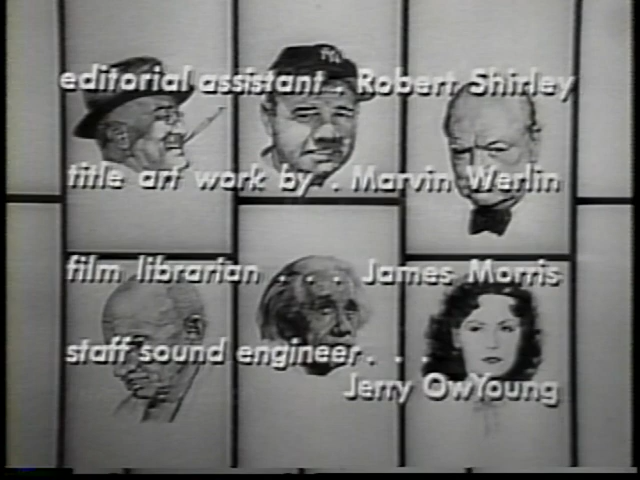 NY
editorial assistant . Robert Shirley
title art work by . Marvin Werlin
film librarian . . . James Morris
staff sound engineer . . .
Jerry OwYoung